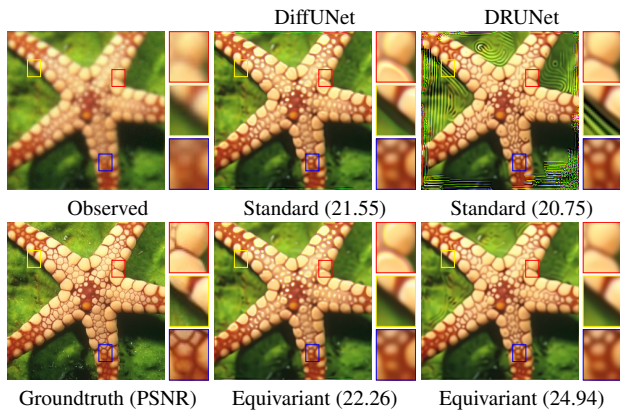 DiffUNet DRUNet
Observed Standard (21.55) Standard (20.75)
Groundtruth (PSNR) Equivariant (22.26) Equivariant (24.94)